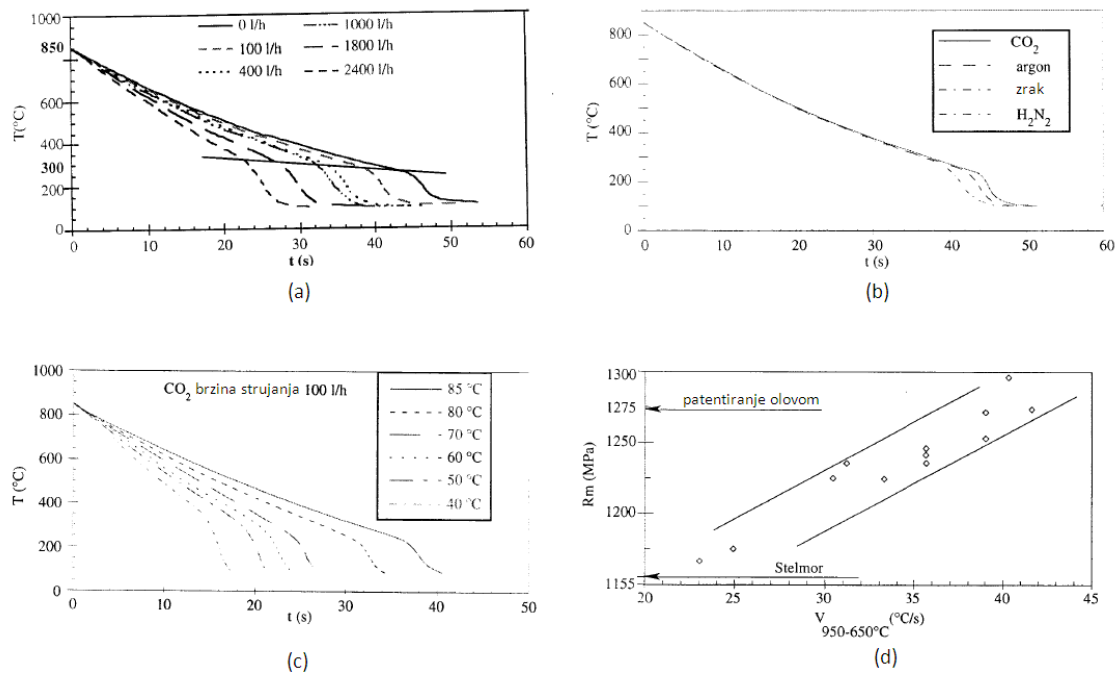 1000
850
600
400
300
200
0
T(°C)
0 l/h
1000 l/h
100 l/h
1800 l/h
400 l/h
2400 l/h
0
10
20
30
40
50
60
t (s)
(a)
800
600
400
200
0
T (°C)
CO2
argon
zrak
H2N2
0
10
20
30
40
50
60
t (s)
(b)
1000
800
600
400
200
0
T (°C)
CO2 brzina strujanja 100 l/h
85 °C
80 °C
70 °C
60 °C
50 °C
40 °C
0
10
20
30
40
50
t (s)
(c)
1300
1275
1250
1200
1155
Rm (MPa)
patentiranje olovom
Stelmor
20
25
30
35
40
45
V 950-650°C (°C/s)
(d)